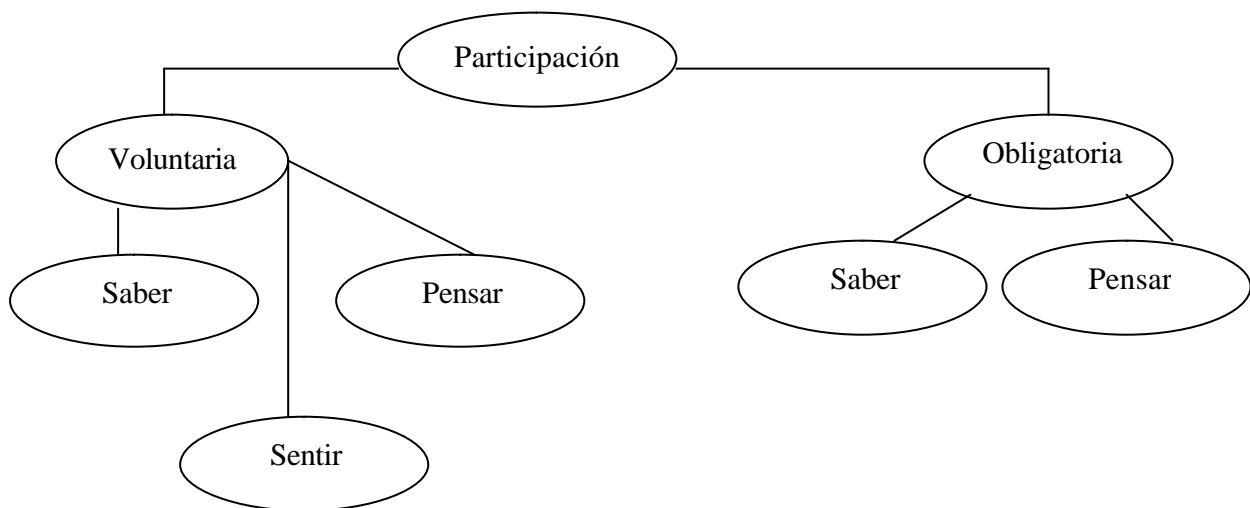 Participación
Voluntaria
Obligatoria
Saber
Pensar
Saber
Pensar
Sentir